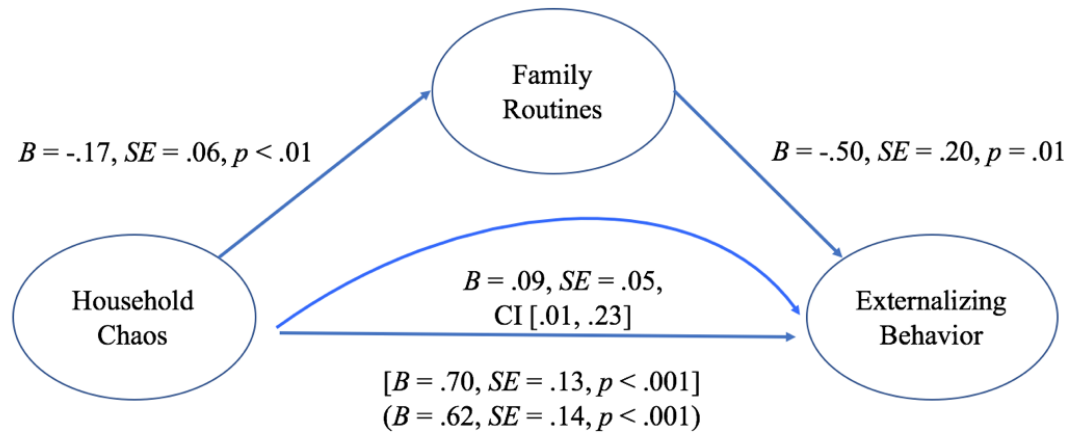 Family
Routines
B = -.17, SE = .06, p < .01
B = -.50, SE = .20, p = .01
Household
Chaos
B = .09, SE = .05,
CI [.01, .23]
Externalizing
Behavior
[B = .70, SE = .13, p < .001]
(B = .62, SE = .14, p < .001)